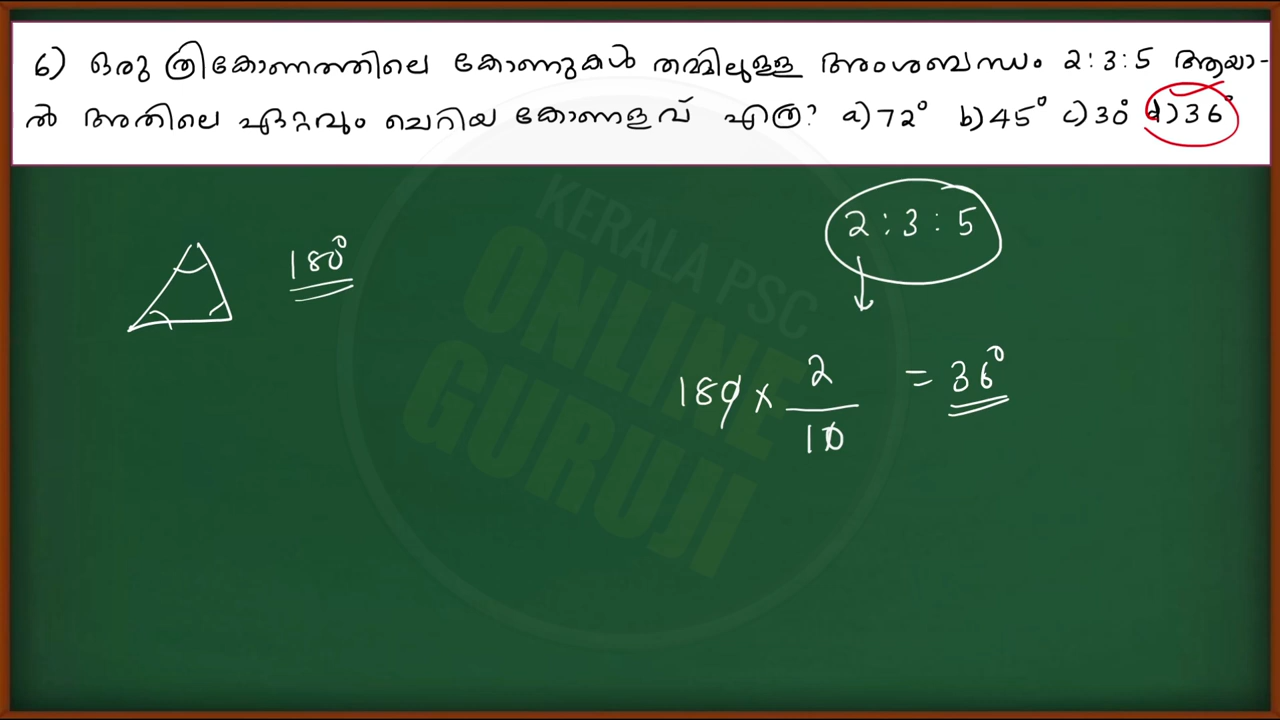 6) ഒരു ത്രികോണത്തിലെ കോണുകൾ തമ്മിലുള്ള അംശബന്ധം 2:3:5 ആയാ-
ൽ അതിലെ ഏറ്റവും ചെറിയ കോണളവ് എത്ര? a) 72° b) 45° c) 30° d) 36°
2 : 3 : 5
180°
180 × 2/10 = 36°
KERALA PSC
ONLINE
GURUJI